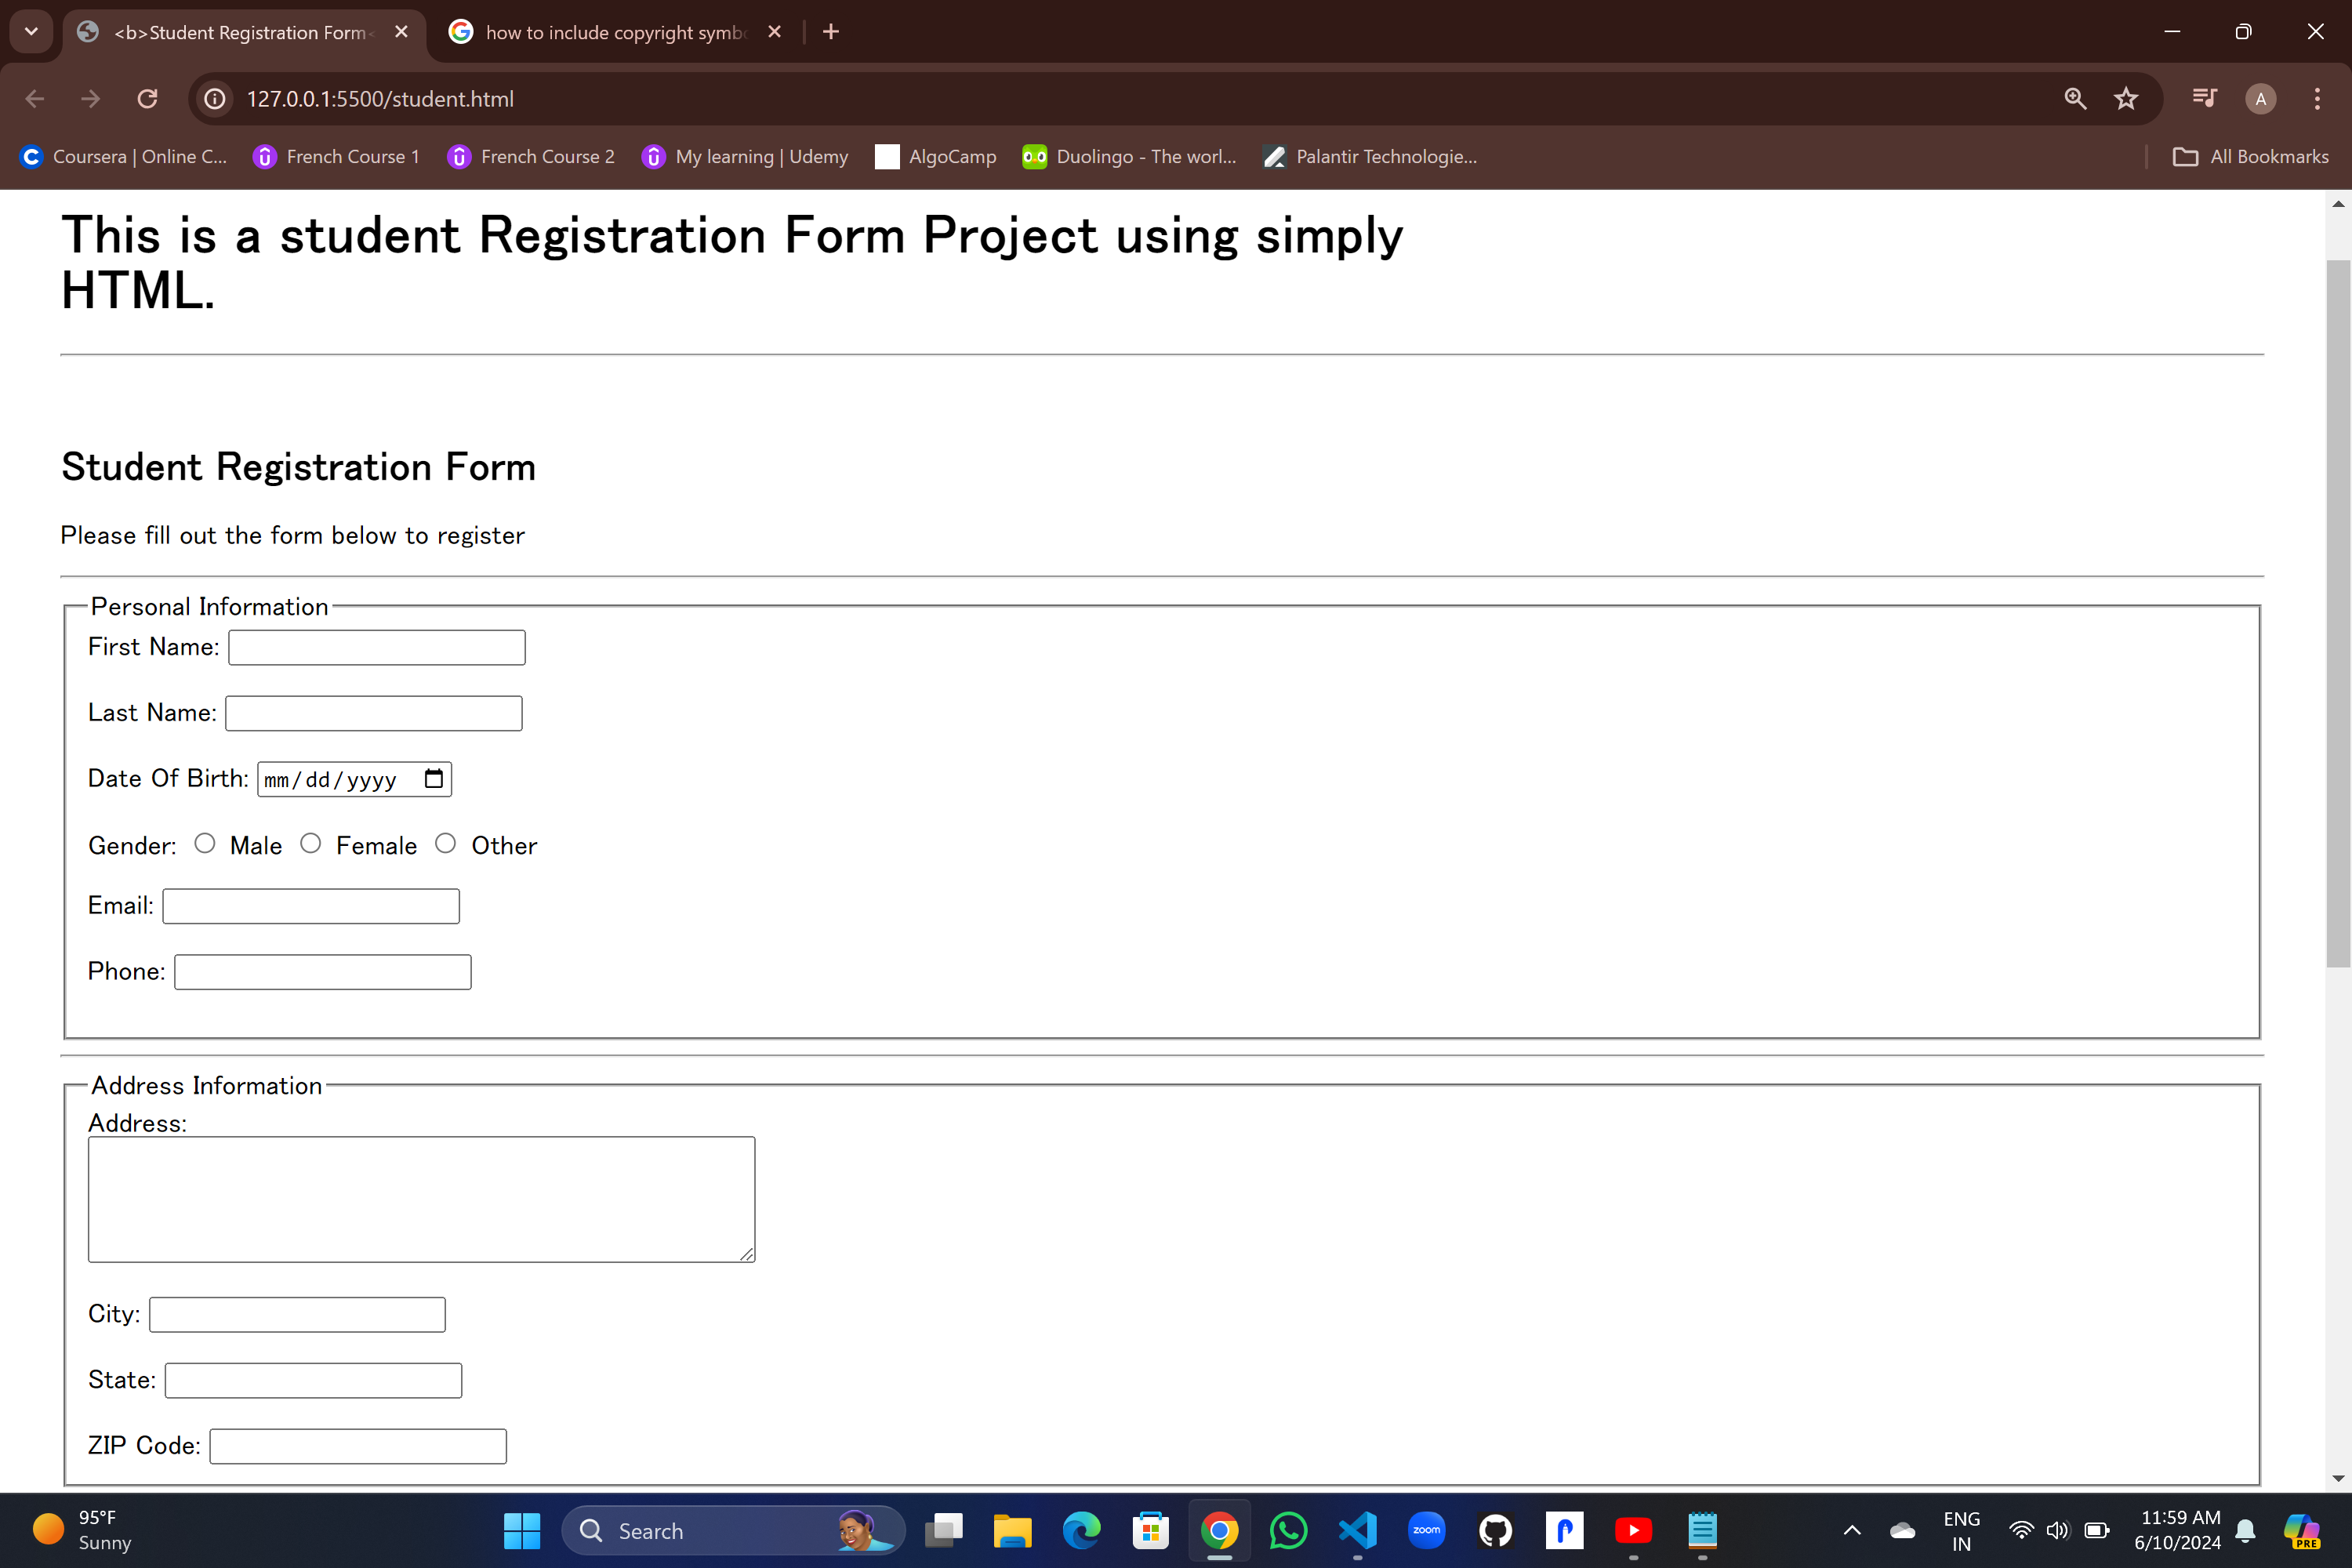 <b>Student Registration Form<
how to include copyright symbo
127.0.0.1:5500/student.html
A
Coursera | Online C...
French Course 1
French Course 2
My learning | Udemy
AlgoCamp
Duolingo - The worl...
Palantir Technologie...
All Bookmarks
This is a student Registration Form Project using simply
HTML.
Student Registration Form
Please fill out the form below to register
Personal Information
First Name:
Last Name:
Date Of Birth: mm/dd/yyyy
Gender: Male Female Other
Email:
Phone:
Address Information
Address:
City:
State:
ZIP Code:
95°F
Sunny
Search
zoom
ENG
IN
11:59 AM
6/10/2024
PRE